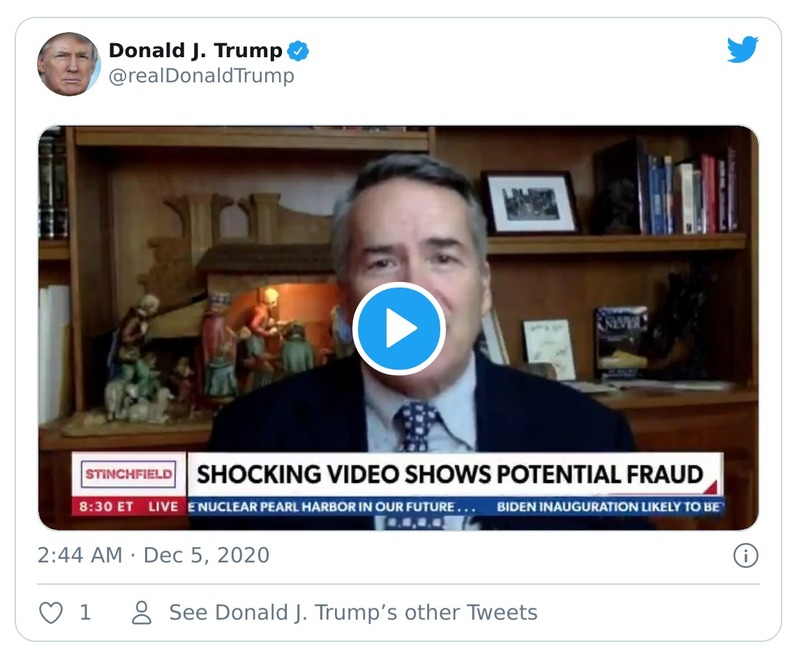 Donald J. Trump
@realDonaldTrump
STINCHFIELD
SHOCKING VIDEO SHOWS POTENTIAL FRAUD
8:30 ET LIVE
E NUCLEAR PEARL HARBOR IN OUR FUTURE... BIDEN INAUGURATION LIKELY TO BE
2:44 AM · Dec 5, 2020
1
See Donald J. Trump’s other Tweets